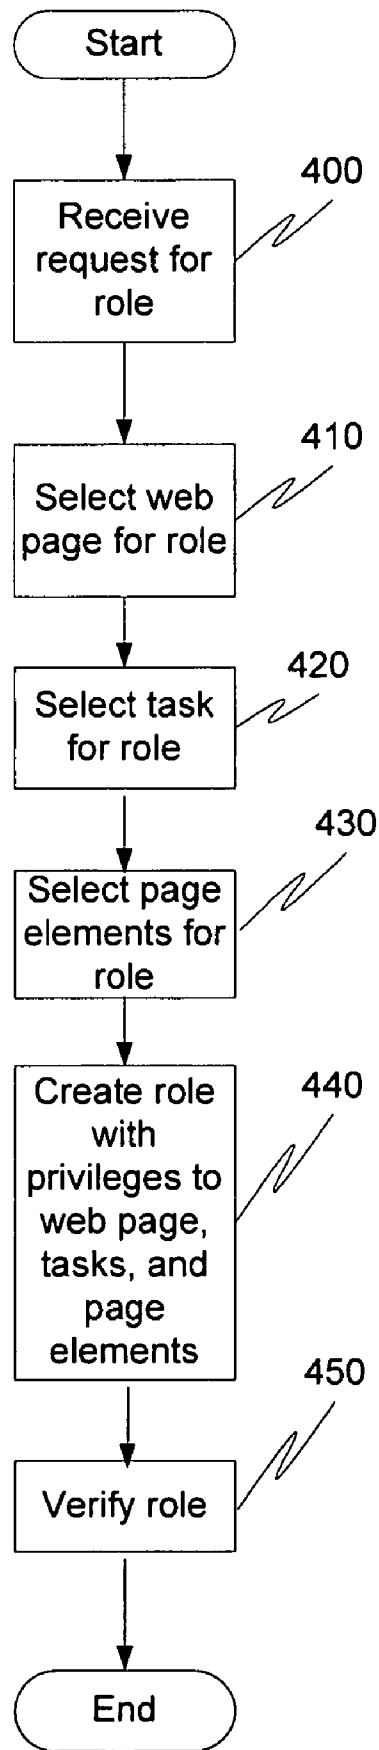 Start
400
Receive
request for
role
410
Select web
page for role
420
Select task
for role
430
Select page
elements for
role
440
Create role
with
privileges to
web page,
tasks, and
page
elements
450
Verify role
End